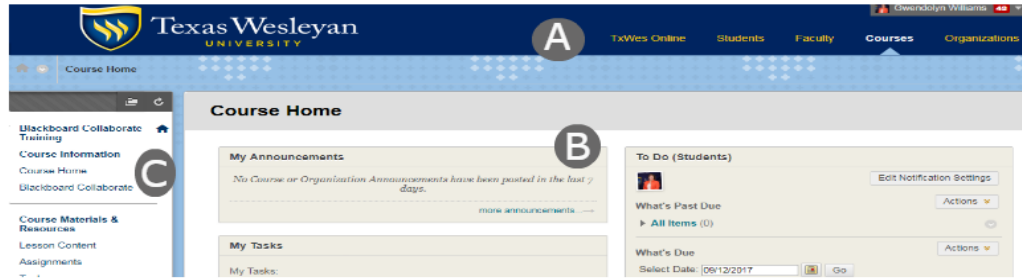 Gwendolyn Williams 42
Texas Wesleyan
UNIVERSITY
A
TxWes Online Students Faculty Courses Organizations
Course Home
Course Home
Blackboard Collaborate
Training
Course Information
Course Home
Blackboard Collaborate
C
Course Materials &
Resources
Lesson Content
Assignments
B
My Announcements
No Course or Organization Announcements have been posted in the last 7
days.
more announcements...
My Tasks
My Tasks:
To Do (Students)
Edit Notification Settings
What's Past Due
Actions
All Items (0)
What's Due
Actions
Select Date: 09/12/2017 Go